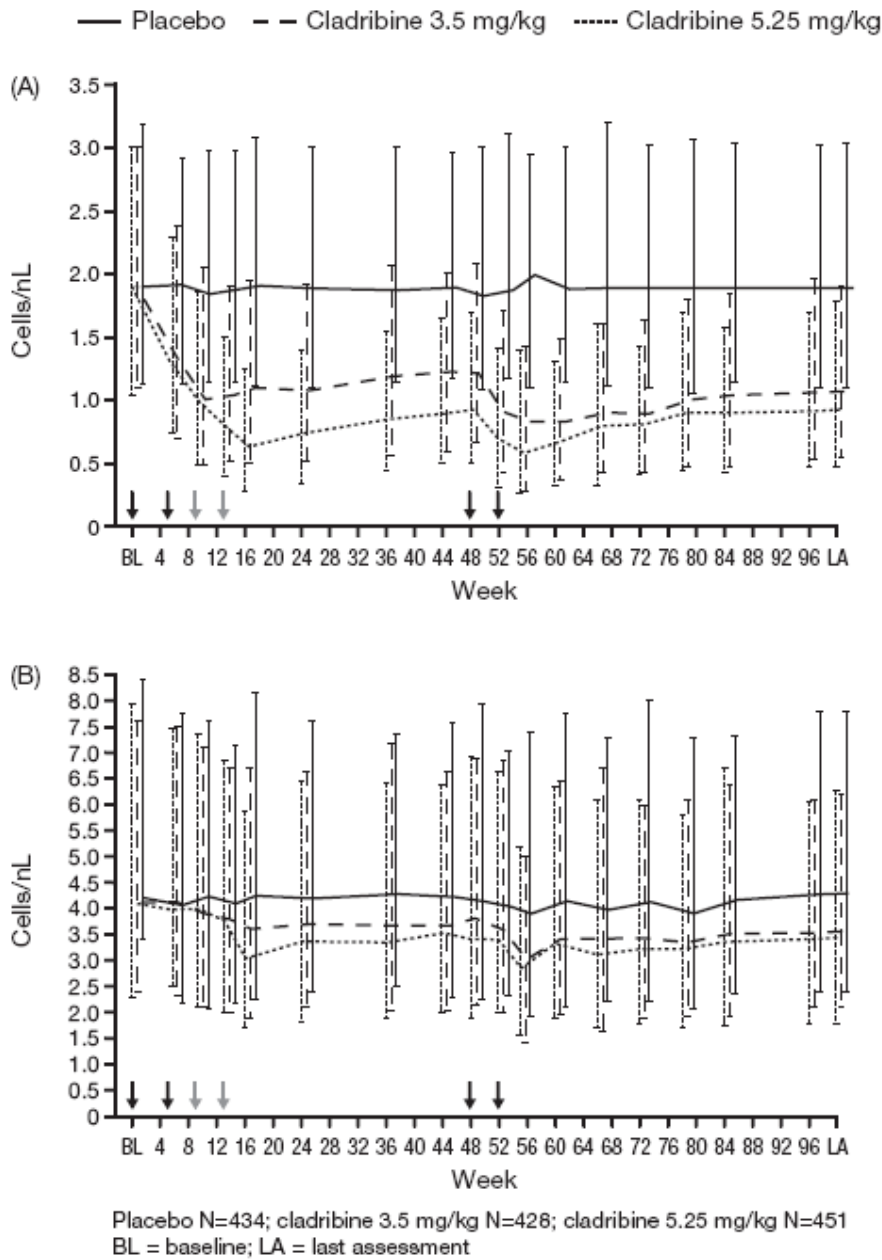 Placebo Cladribine 3.5 mg/kg Cladribine 5.25 mg/kg
(A)
3.5
3.0
2.5
2.0
1.5
1.0
0.5
0
Cells/nL
BL 4 8 12 16 20 24 28 32 36 40 44 48 52 56 60 64 68 72 76 80 84 88 92 96 LA
Week
(B)
8.5
8.0
7.5
7.0
6.5
6.0
5.5
5.0
4.5
4.0
3.5
3.0
2.5
2.0
1.5
1.0
0.5
0
Cells/nL
BL 4 8 12 16 20 24 28 32 36 40 44 48 52 56 60 64 68 72 76 80 84 88 92 96 LA
Week
Placebo N=434; cladribine 3.5 mg/kg N=428; cladribine 5.25 mg/kg N=451
BL = baseline; LA = last assessment